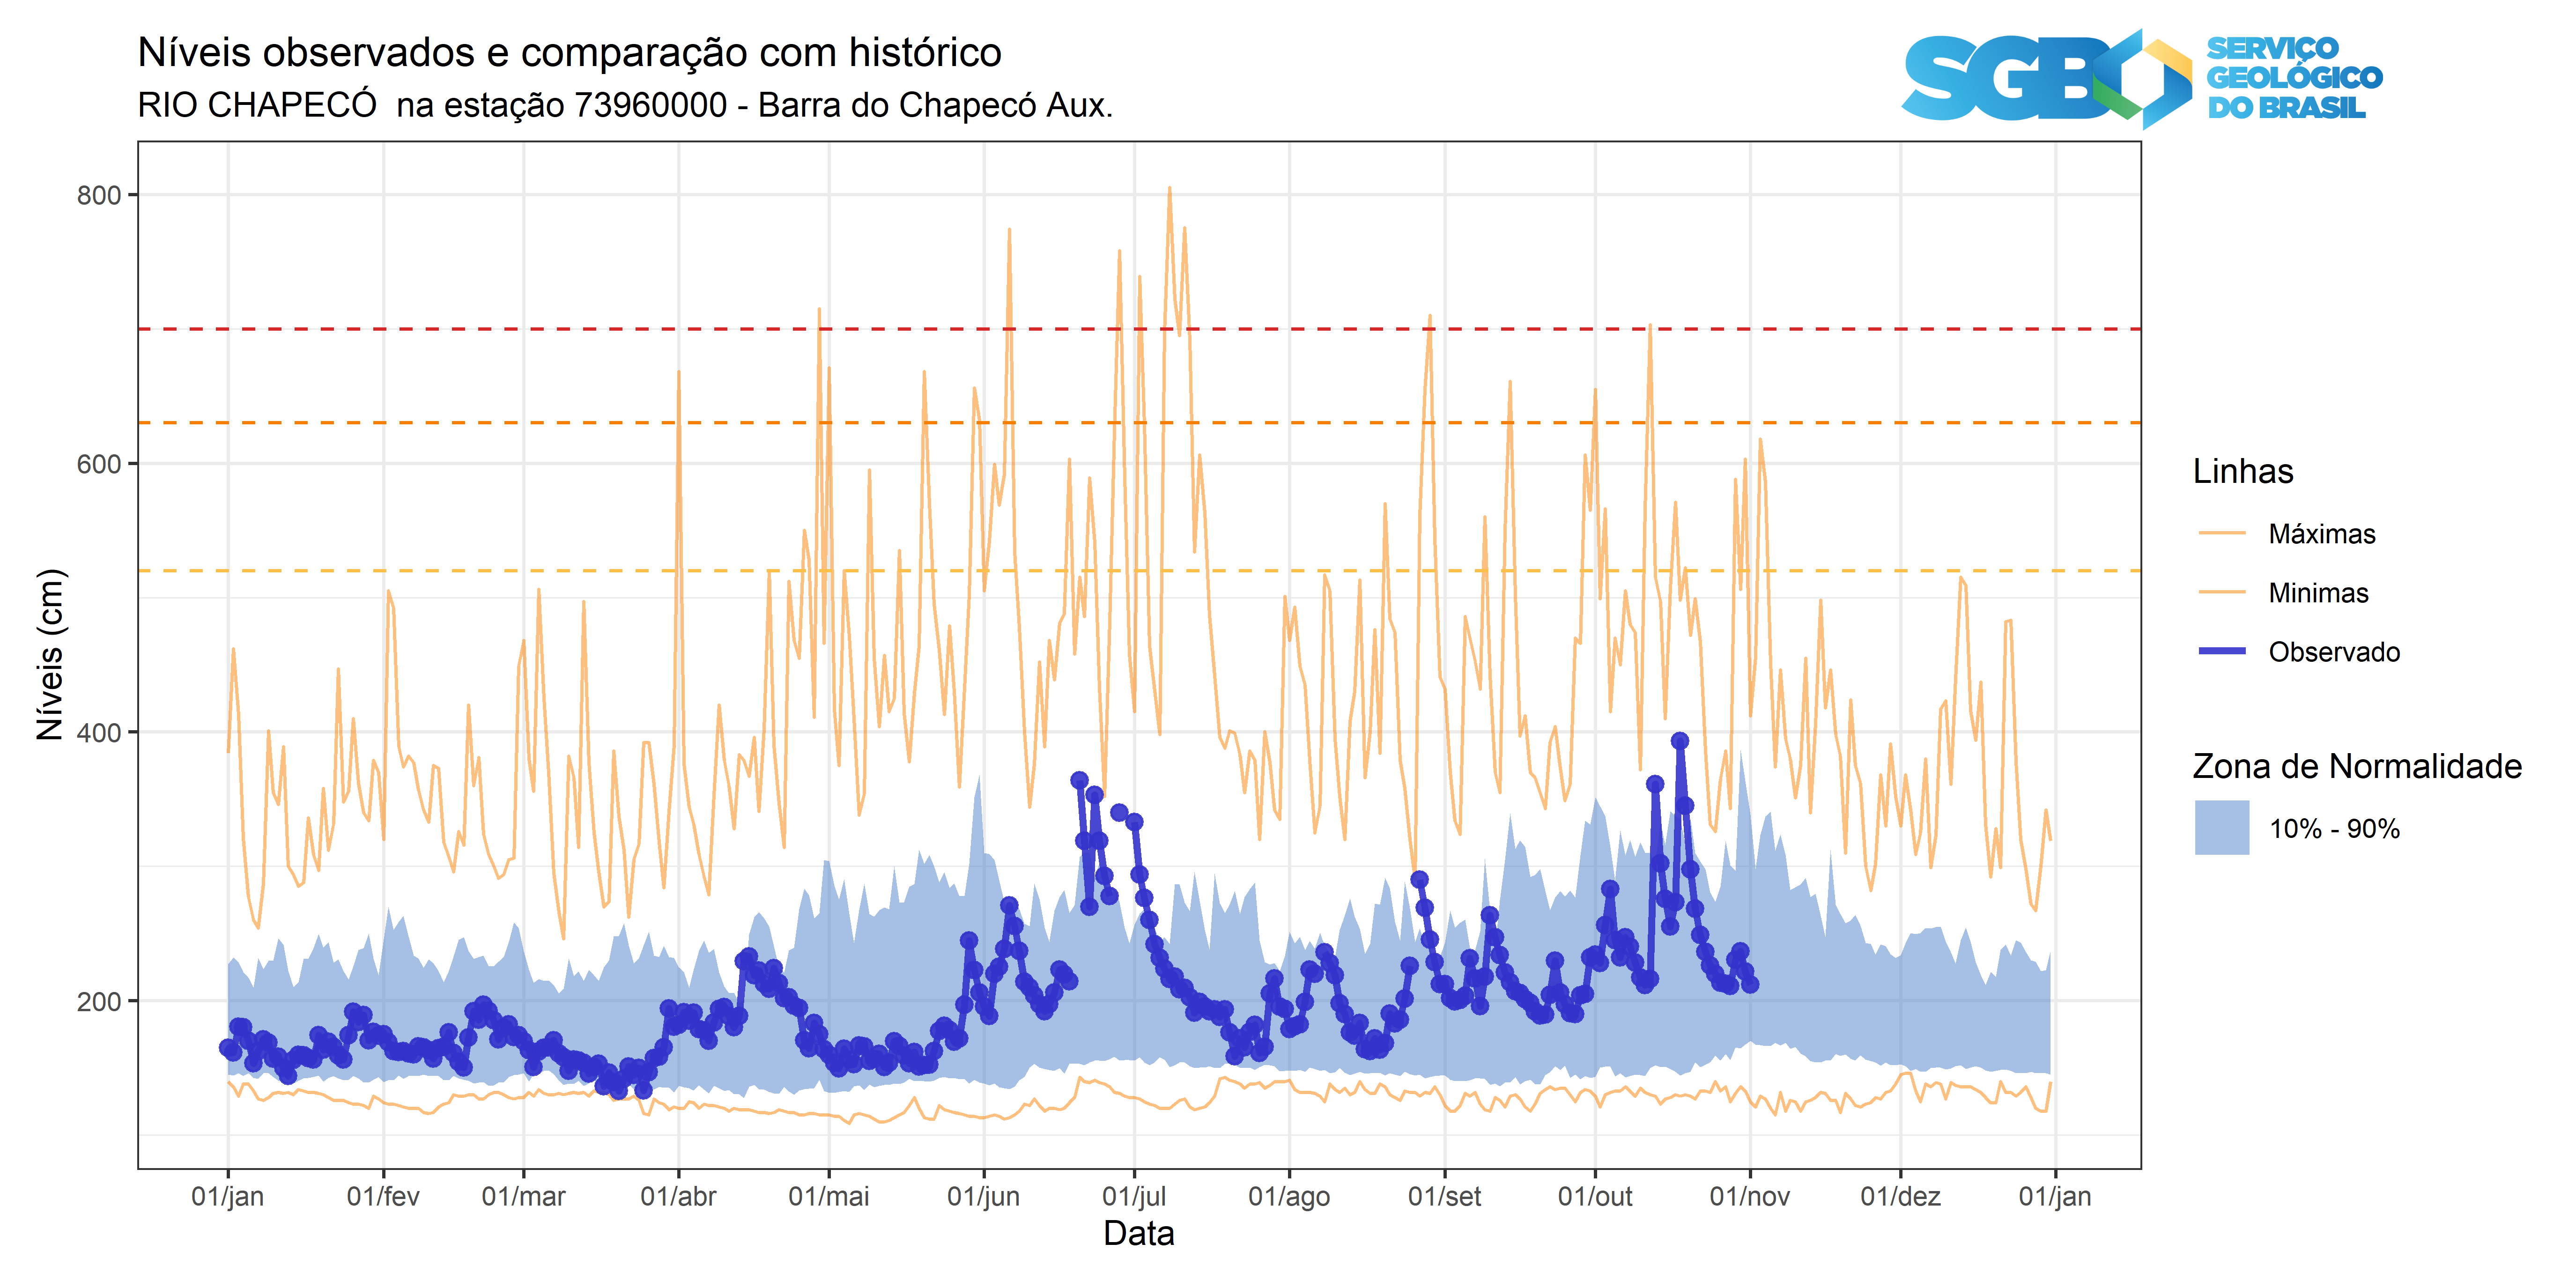 Níveis observados e comparação com histórico
RIO CHAPECÓ  na estação 73960000 - Barra do Chapecó Aux.
SGB
SERVIÇO
GEOLÓGICO
DO BRASIL
Níveis (cm)
800
600
400
200
01/jan
01/fev
01/mar
01/abr
01/mai
01/jun
01/jul
01/ago
01/set
01/out
01/nov
01/dez
01/jan
Data
Linhas
Máximas
Minimas
Observado
Zona de Normalidade
10% - 90%